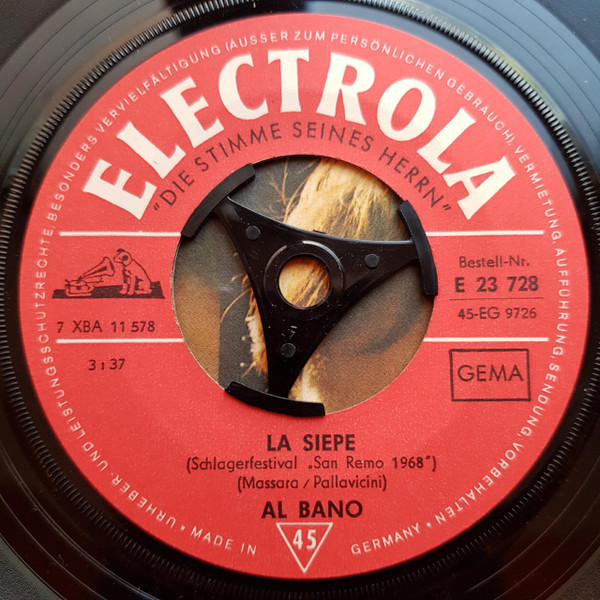 URHEBER- UND LEISTUNGSSCHUTZRECHTE, BESONDERS VERVIELFÄLTIGUNG (AUSSER ZUM PERSÖNLICHEN GEBRAUCH), VERMIETUNG, AUFFÜHRUNG, SENDUNG, VORBEHALTEN •
ELECTROLA
"DIE STIMME SEINES HERRN"
Bestell-Nr.
E 23 728
45-EG 9726
7 XBA 11 578
3 : 37
GEMA
LA SIEPE
(Schlagerfestival „San Remo 1968")
(Massara / Pallavicini)
AL BANO
• MADE IN GERMANY •
45